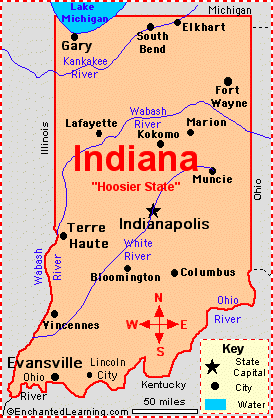 Lake
Michigan
Michigan
Elkhart
South
Bend
Gary
Kankakee
River
Fort
Wayne
Illinois
Wabash
River
Lafayette
Marion
Kokomo
Indiana
"Hoosier State"
Muncie
Ohio
Indianapolis
Terre
Haute
White
River
Wabash
River
Bloomington
Columbus
Vincennes
N
W E
S
Ohio
River
Evansville
Ohio
River
Lincoln
City
Kentucky
50 miles
Key
State
Capital
City
Water
©EnchantedLearning.com